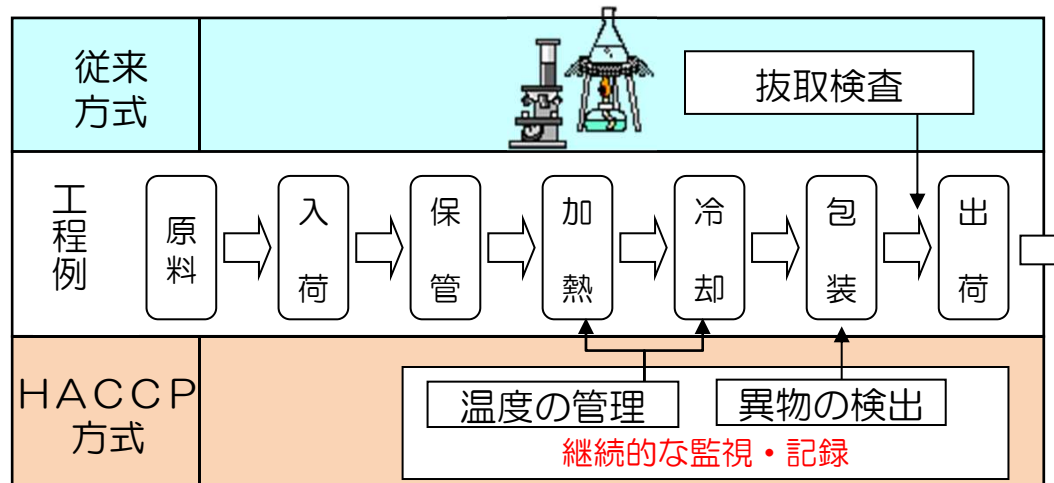 従来
方式
抜取検査
工程例
原料
入荷
保管
加熱
冷却
包装
出荷
ＨＡＣＣＰ
方式
温度の管理
異物の検出
継続的な監視・記録